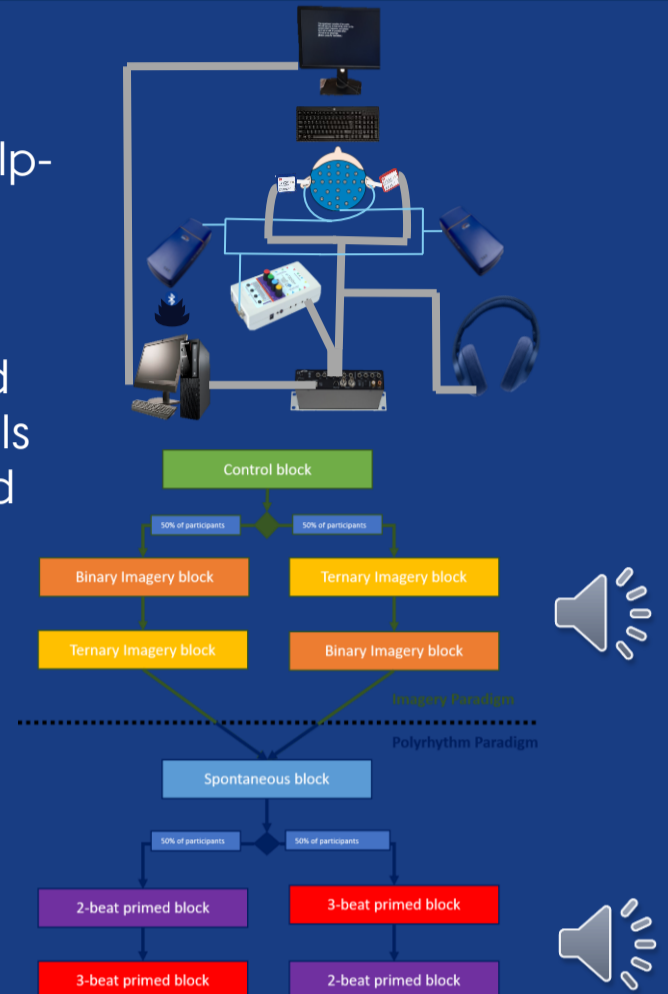 lp-
d
ls
d
Control block
50% of participants
50% of participants
Binary Imagery block
Ternary Imagery block
Ternary Imagery block
Binary Imagery block
Imagery Paradigm
Polyrhythm Paradigm
Spontaneous block
50% of participants
50% of participants
2-beat primed block
3-beat primed block
3-beat primed block
2-beat primed block